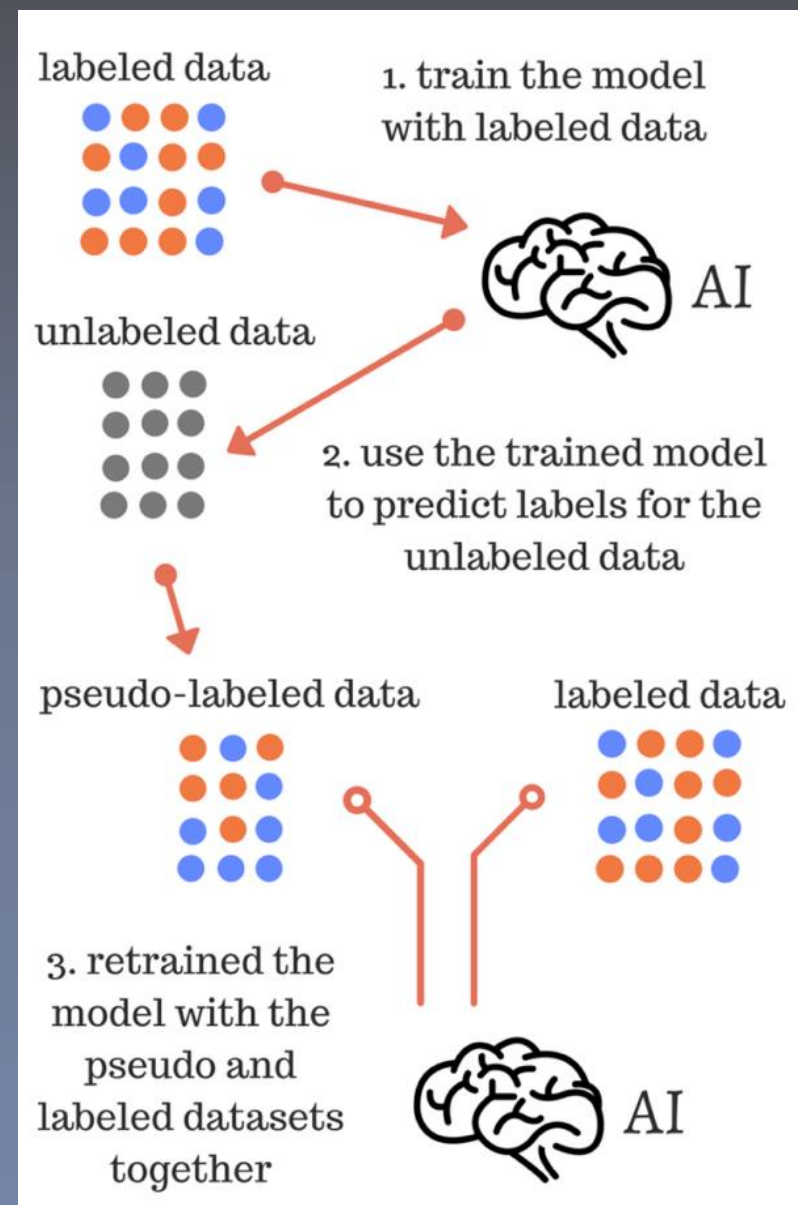 labeled data
1. train the model
with labeled data
AI
unlabeled data
2. use the trained model
to predict labels for the
unlabeled data
pseudo-labeled data
labeled data
3. retrained the
model with the
pseudo and
labeled datasets
together
AI